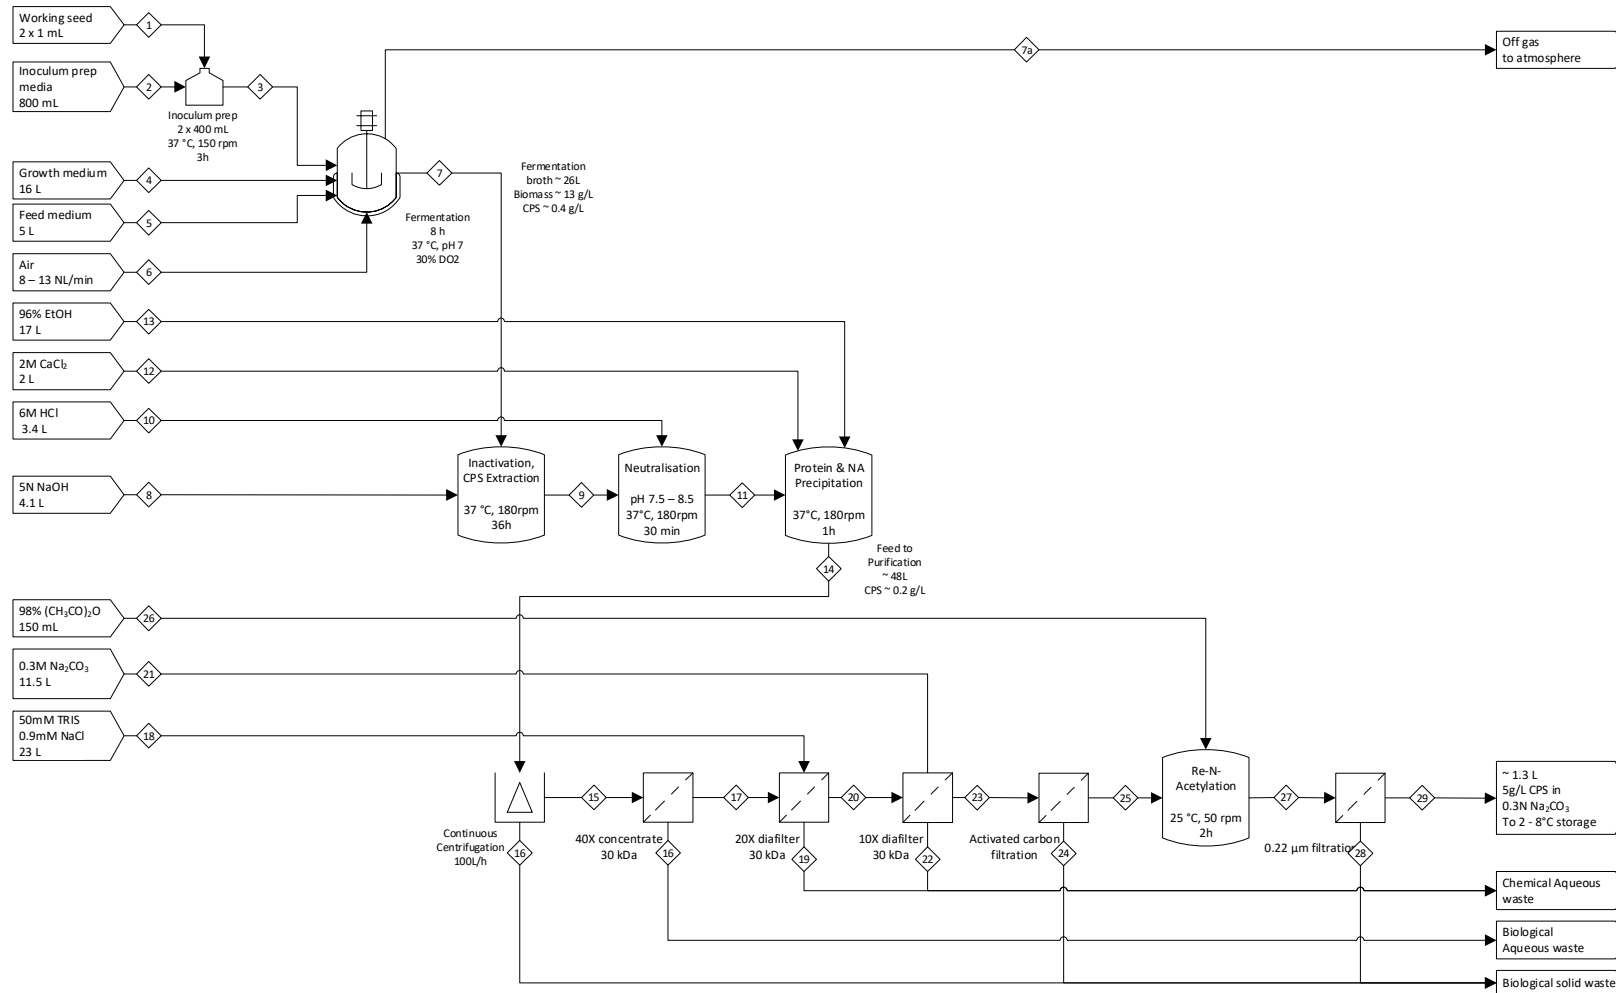 Working seed
2 x 1 mL
1
7a
Off gas
to atmosphere
Inoculum prep
media
800 mL
2
3
Inoculum prep
2 x 400 mL
37 °C, 150 rpm
3h
Growth medium
16 L
4
7
Fermentation
broth ~ 26L
Biomass ~ 13 g/L
CPS ~ 0.4 g/L
Feed medium
5 L
5
Fermentation
8 h
37 °C, pH 7
30% DO2
Air
8 – 13 NL/min
6
96% EtOH
17 L
13
2M CaCl₂
2 L
12
6M HCl
3.4 L
10
5N NaOH
4.1 L
8
Inactivation,
CPS Extraction
37 °C, 180rpm
36h
9
Neutralisation
pH 7.5 – 8.5
37°C, 180rpm
30 min
11
Protein & NA
Precipitation
37°C, 180rpm
1h
14
Feed to
Purification
~ 48L
CPS ~ 0.2 g/L
98% (CH₃CO)₂O
150 mL
26
0.3M Na₂CO₃
11.5 L
21
50mM TRIS
0.9mM NaCl
23 L
18
15
17
20
23
25
Re-N-
Acetylation
25 °C, 50 rpm
2h
27
29
~ 1.3 L
5g/L CPS in
0.3N Na₂CO₃
To 2 - 8°C storage
Continuous
Centrifugation
100L/h
16
40X concentrate
30 kDa
16
20X diafilter
30 kDa
19
10X diafilter
30 kDa
22
Activated carbon
filtration
24
0.22 µm filtration
28
Chemical Aqueous
waste
Biological
Aqueous waste
Biological solid waste